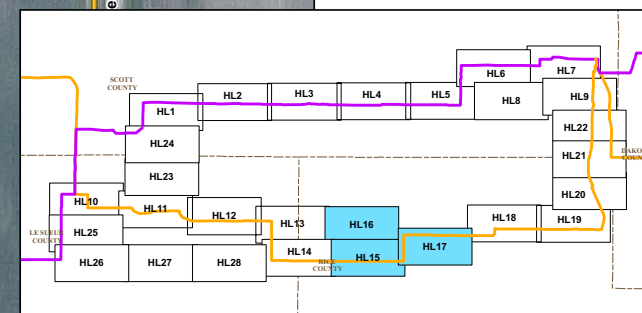 e
SCOTT
COUNTY
HL1
HL2
HL3
HL4
HL5
HL6
HL7
HL8
HL9
HL24
HL22
HL21
DAKO
COUN
HL23
HL20
HL10
HL11
HL12
HL13
HL16
HL18
HL19
LE SUEUR
COUNTY
HL25
HL17
HL14
HL15
RICE
COUNTY
HL26
HL27
HL28